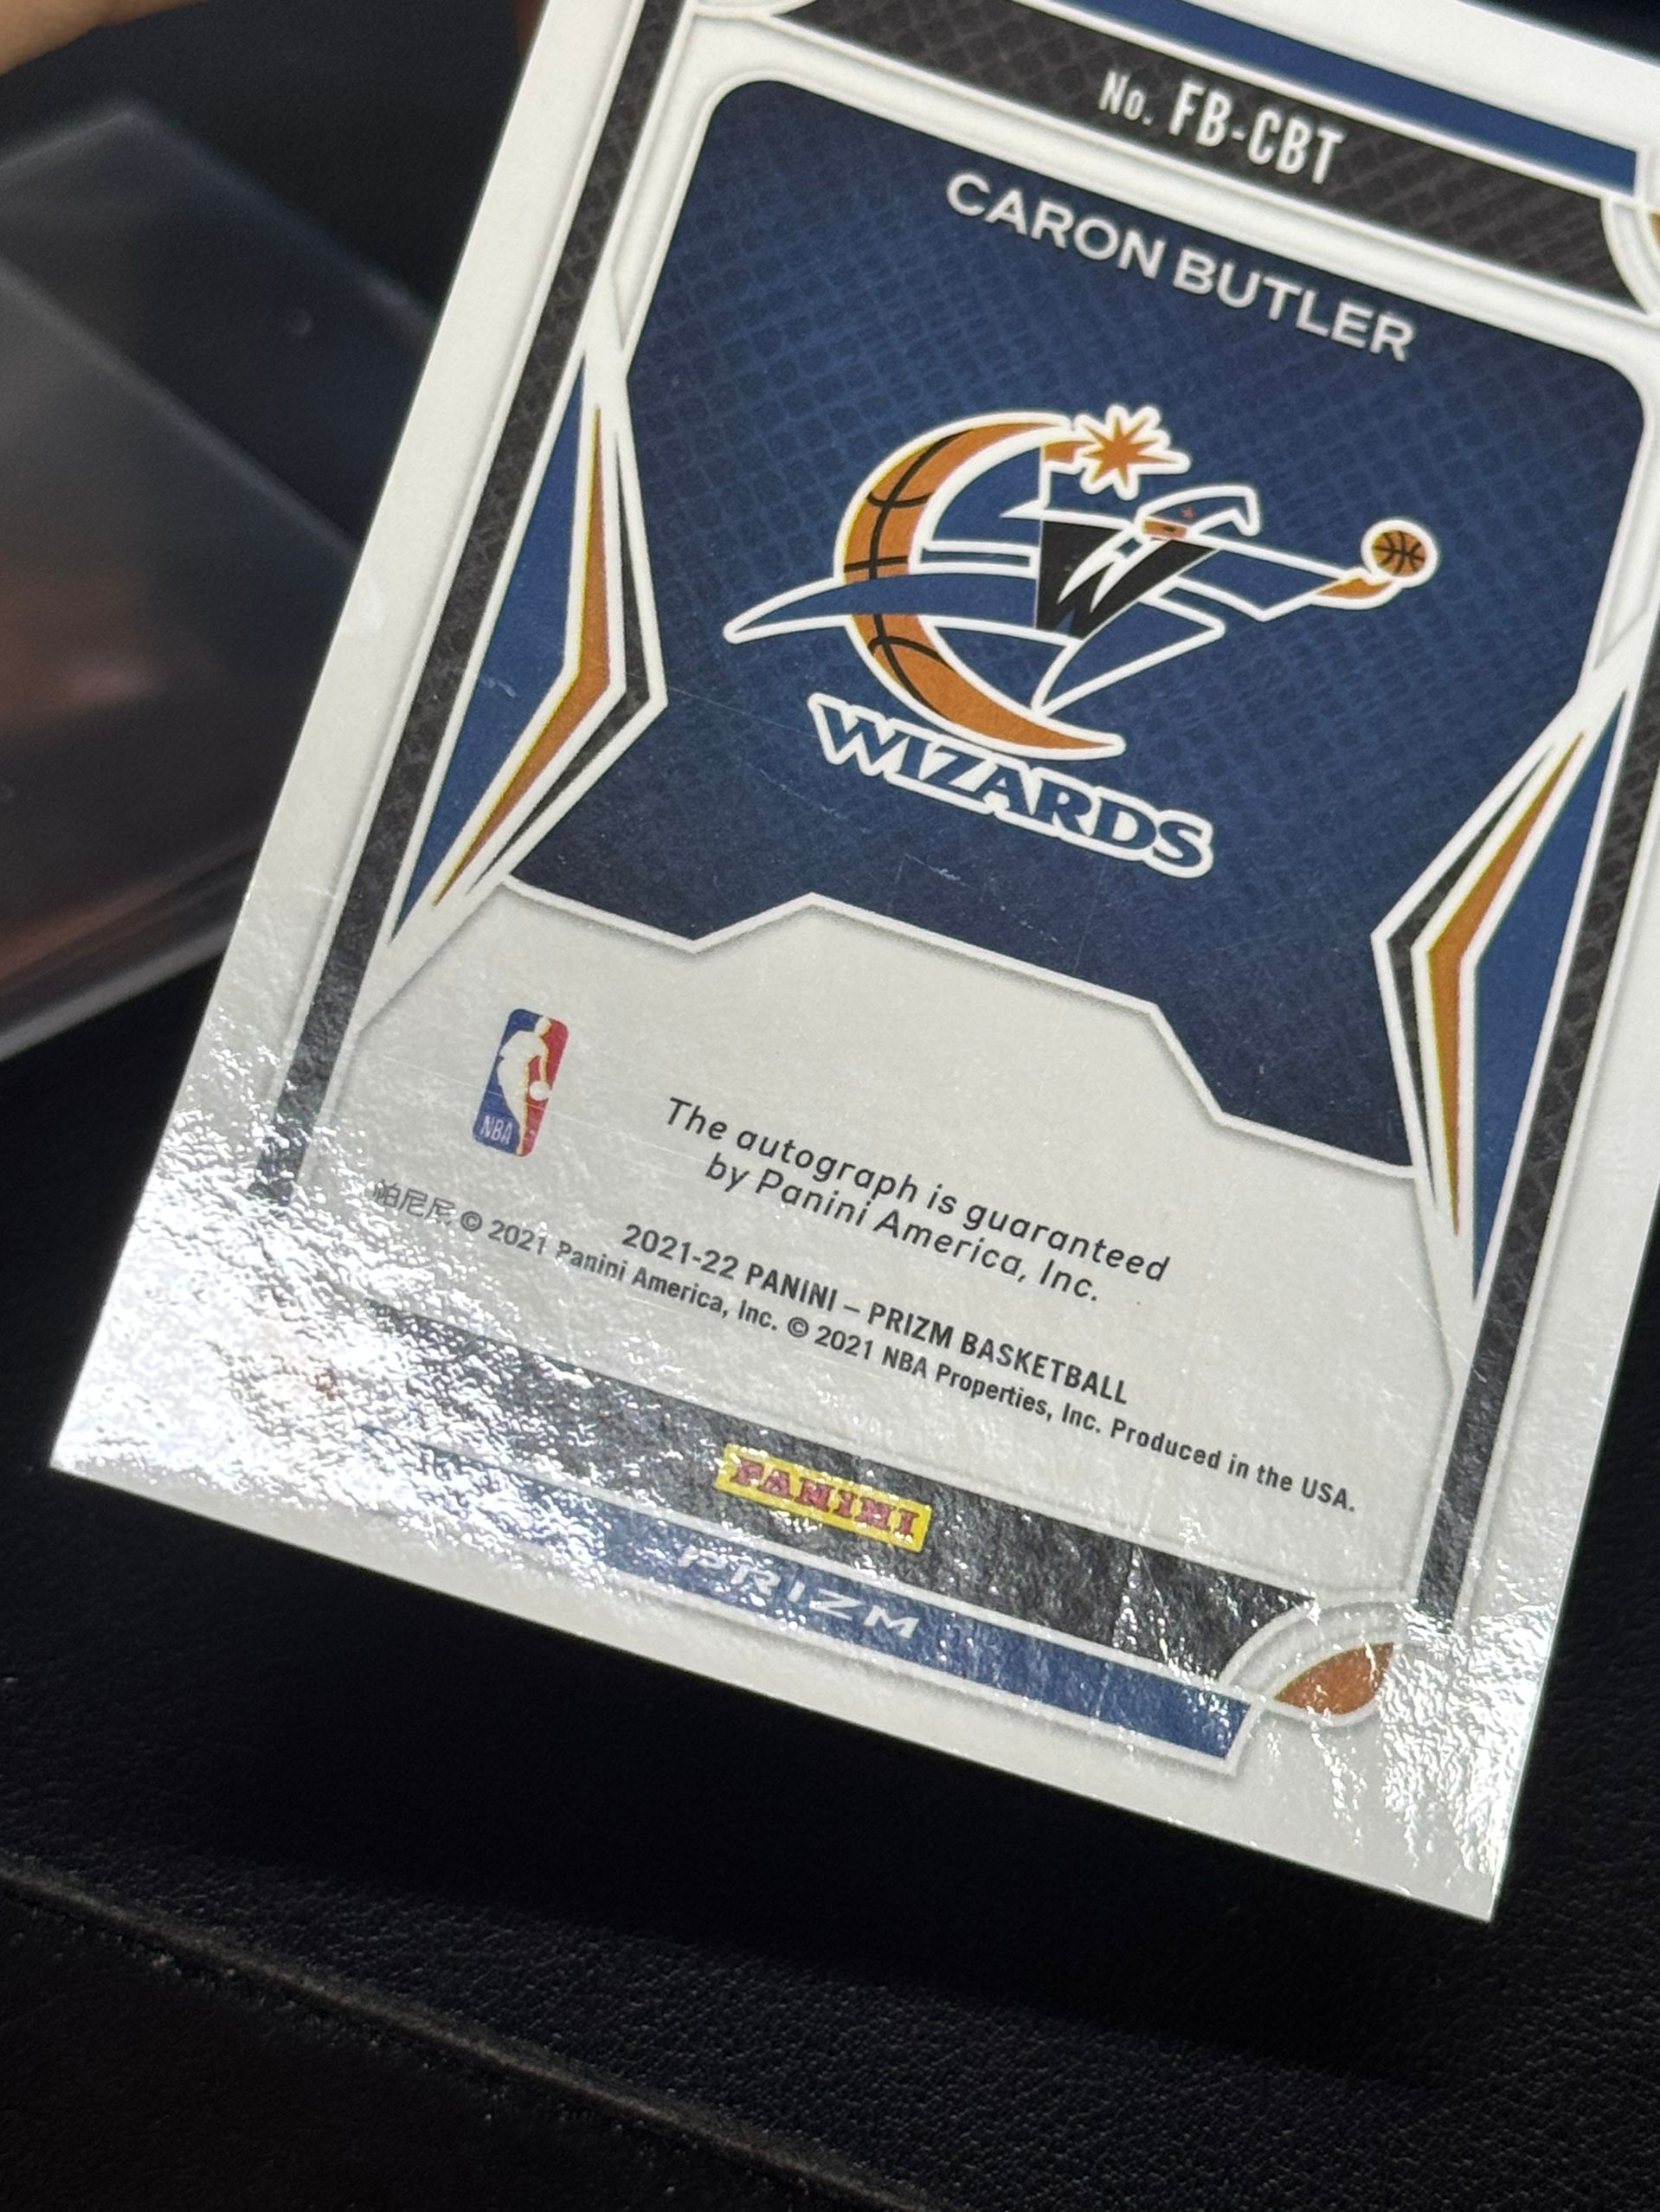 No. FB-CBT
CARON BUTLER
W
WIZARDS
NBA
The autograph is guaranteed
by Panini America, Inc.
2021-22 PANINI – PRIZM BASKETBALL
帕尼尼 © 2021 Panini America, Inc. © 2021 NBA Properties, Inc. Produced in the USA.
PANINI
PRIZM